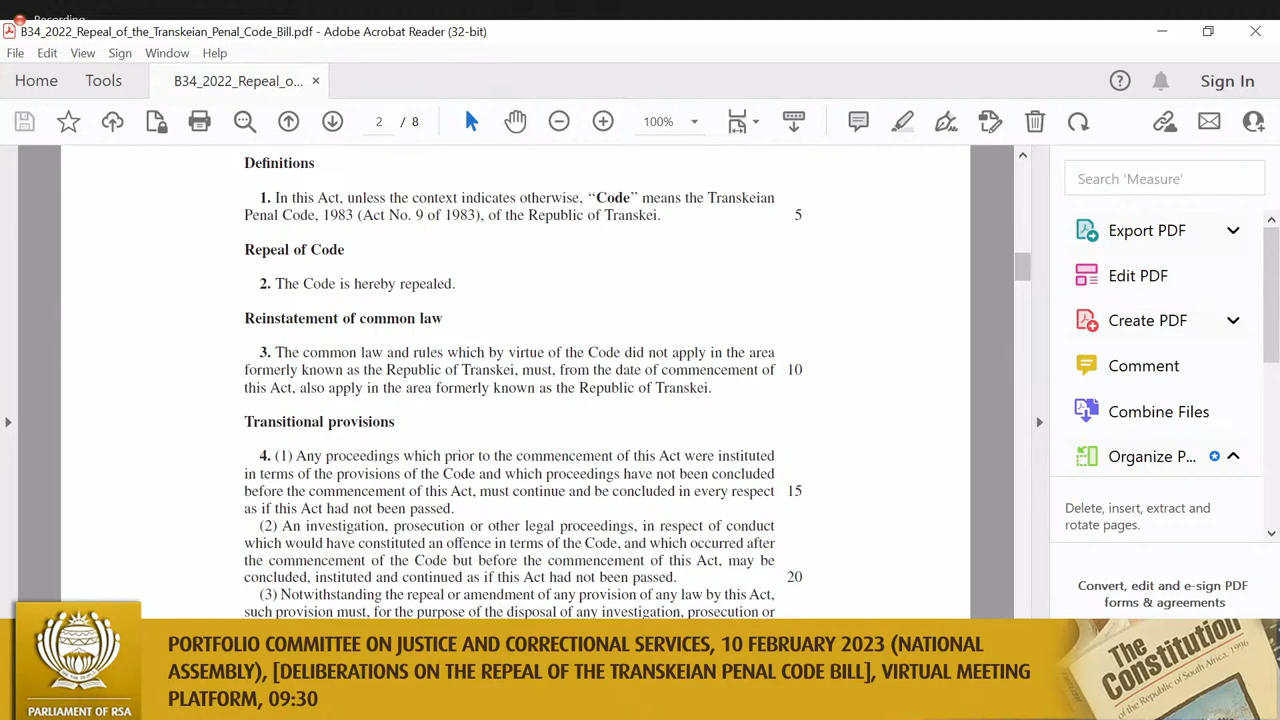 Recording
B34_2022_Repeal_of_the_Transkeian_Penal_Code_Bill.pdf - Adobe Acrobat Reader (32-bit)
File Edit View Sign Window Help
Home Tools B34_2022_Repeal_o... × Sign In
2 / 8 100%
Definitions
1. In this Act, unless the context indicates otherwise, ‘‘Code’’ means the Transkeian
Penal Code, 1983 (Act No. 9 of 1983), of the Republic of Transkei. 5
Repeal of Code
2. The Code is hereby repealed.
Reinstatement of common law
3. The common law and rules which by virtue of the Code did not apply in the area
formerly known as the Republic of Transkei, must, from the date of commencement of 10
this Act, also apply in the area formerly known as the Republic of Transkei.
Transitional provisions
4. (1) Any proceedings which prior to the commencement of this Act were instituted
in terms of the provisions of the Code and which proceedings have not been concluded
before the commencement of this Act, must continue and be concluded in every respect 15
as if this Act had not been passed.
(2) An investigation, prosecution or other legal proceedings, in respect of conduct
which would have constituted an offence in terms of the Code, and which occurred after
the commencement of the Code but before the commencement of this Act, may be
concluded, instituted and continued as if this Act had not been passed. 20
(3) Notwithstanding the repeal or amendment of any provision of any law by this Act,
such provision must, for the purpose of the disposal of any investigation, prosecution or
Search 'Measure'
Export PDF
Edit PDF
Create PDF
Comment
Combine Files
Organize P...
Delete, insert, extract and
rotate pages.
Convert, edit and e-sign PDF
forms & agreements
PORTFOLIO COMMITTEE ON JUSTICE AND CORRECTIONAL SERVICES, 10 FEBRUARY 2023 (NATIONAL
ASSEMBLY), [DELIBERATIONS ON THE REPEAL OF THE TRANSKEIAN PENAL CODE BILL], VIRTUAL MEETING
PLATFORM, 09:30
PARLIAMENT OF RSA
The
Constitution
of the Republic of South Africa, 1996